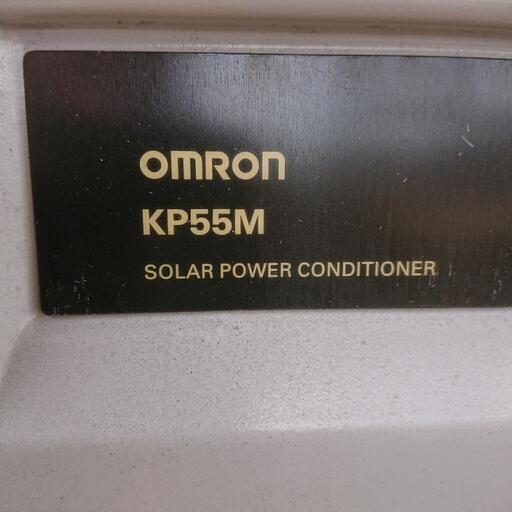 OMRON
KP55M
SOLAR POWER CONDITIONER